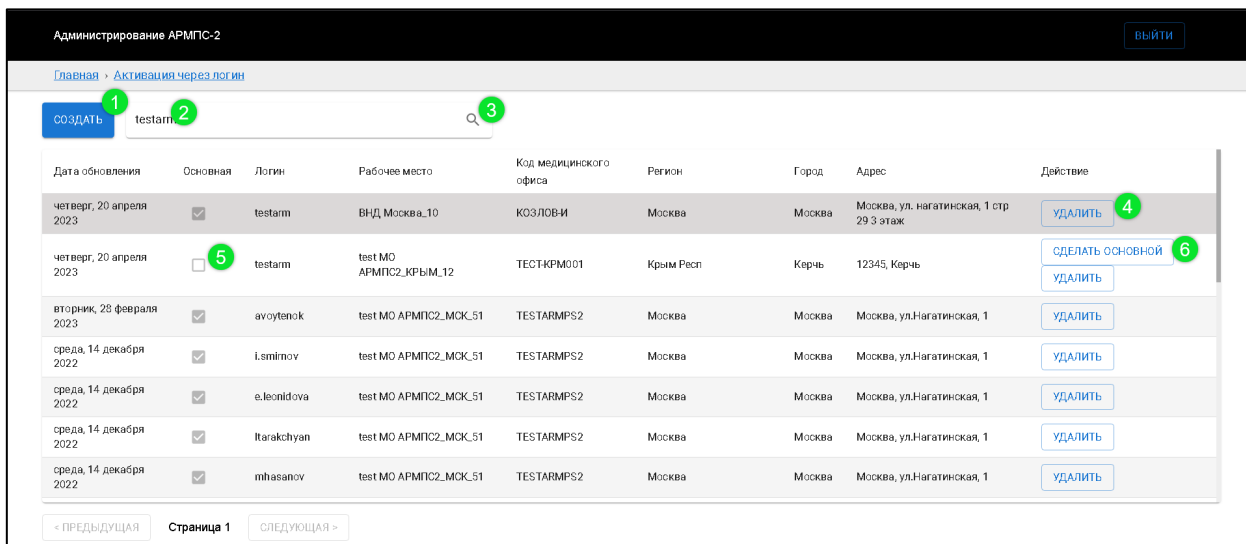 Администрирование АРМПС-2
ВЫЙТИ
Главная › Активация через логин
1
2
3
СОЗДАТЬ testarm
Дата обновления Основная Логин Рабочее место Код медицинского офиса Регион Город Адрес Действие
четверг, 20 апреля 2023 testarm ВНД Москва_10 КОЗЛОВ-И Москва Москва Москва, ул. нагатинская, 1 стр 29 3 этаж УДАЛИТЬ 4
четверг, 20 апреля 2023 5 testarm test МО АРМПС2_КРЫМ_12 ТЕСТ-КРМ001 Крым Респ Керчь 12345, Керчь СДЕЛАТЬ ОСНОВНОЙ 6
УДАЛИТЬ
вторник, 28 февраля 2023 avoytenok test МО АРМПС2_МСК_51 TESTARMPS2 Москва Москва Москва, ул.Нагатинская, 1 УДАЛИТЬ
среда, 14 декабря 2022 i.smirnov test МО АРМПС2_МСК_51 TESTARMPS2 Москва Москва Москва, ул.Нагатинская, 1 УДАЛИТЬ
среда, 14 декабря 2022 e.leonidova test МО АРМПС2_МСК_51 TESTARMPS2 Москва Москва Москва, ул.Нагатинская, 1 УДАЛИТЬ
среда, 14 декабря 2022 ltarakchyan test МО АРМПС2_МСК_51 TESTARMPS2 Москва Москва Москва, ул.Нагатинская, 1 УДАЛИТЬ
среда, 14 декабря 2022 mhasanov test МО АРМПС2_МСК_51 TESTARMPS2 Москва Москва Москва, ул.Нагатинская, 1 УДАЛИТЬ
< ПРЕДЫДУЩАЯ Страница 1 СЛЕДУЮЩАЯ >